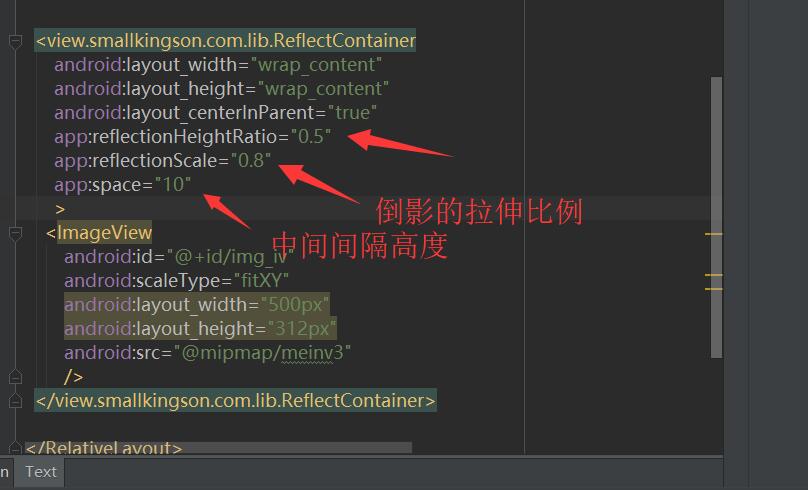 <view.smallkingson.com.lib.ReflectContainer
android:layout_width="wrap_content"
android:layout_height="wrap_content"
android:layout_centerInParent="true"
app:reflectionHeightRatio="0.5"
app:reflectionScale="0.8"
app:space="10"
倒影的拉伸比例
>
<ImageView
中间间隔高度
android:id="@+id/img_iv"
android:scaleType="fitXY"
android:layout_width="500px"
android:layout_height="312px"
android:src="@mipmap/meinv3"
/>
</view.smallkingson.com.lib.ReflectContainer>
</RelativeLayout>
n Text